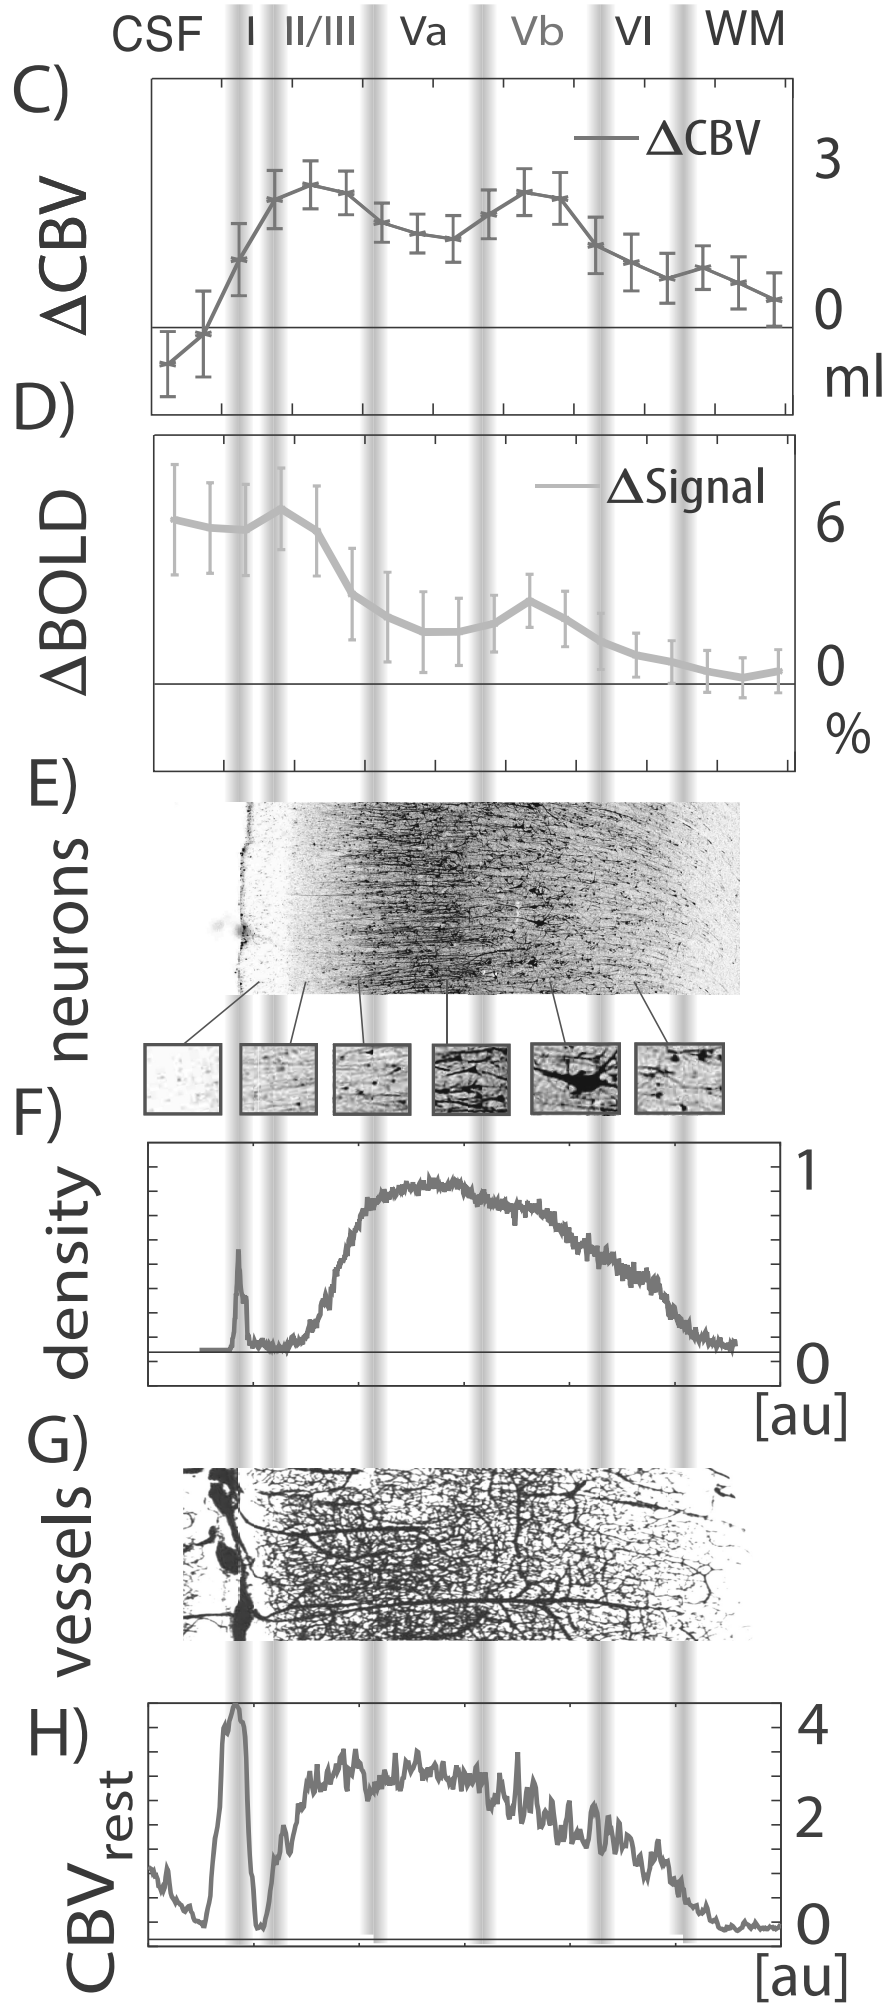 CSF I II/III Va Vb VI WM
C)
ΔCBV
ΔCBV
3
0
ml
D)
ΔBOLD
ΔSignal
6
0
%
E)
neurons
F)
density
1
0
[au]
G)
vessels
H)
CBVrest
4
2
0
[au]